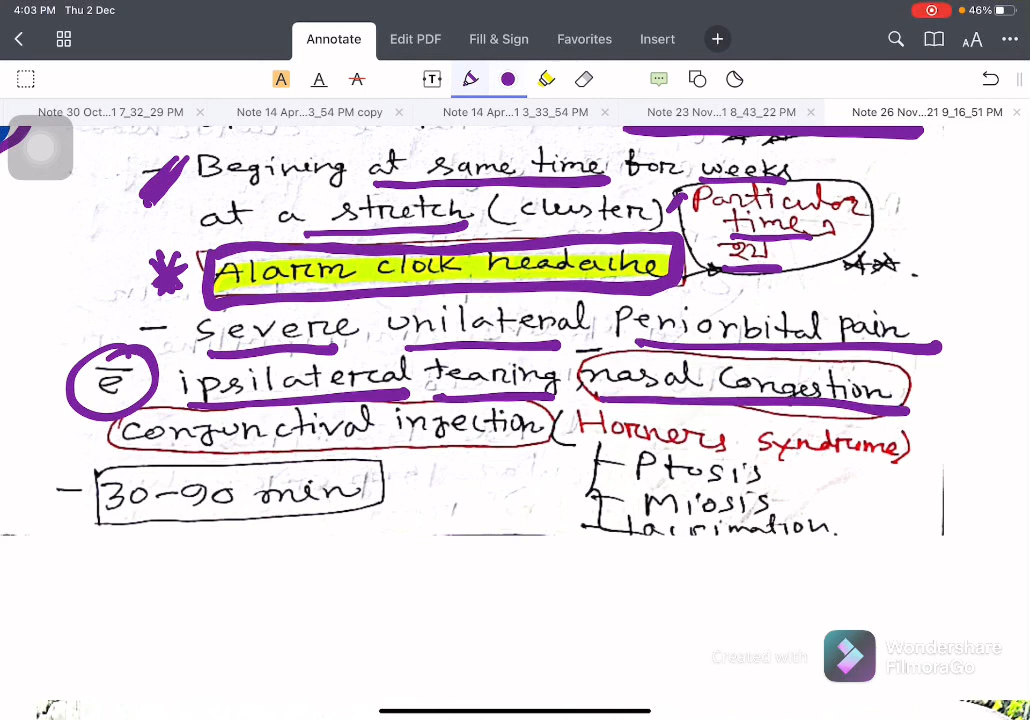 4:03 PM Thu 2 Dec
46%
Annotate Edit PDF Fill & Sign Favorites Insert
Note 30 Oct...1 7_32_29 PM Note 14 Apr...3_54 PM copy Note 14 Apr...1 3_33_54 PM Note 23 Nov...1 8_43_22 PM Note 26 Nov...21 9_16_51 PM
- Begining at same time for weeks
at a stretch (cluster)
Particular
time
হয়
* Alarm clock headache
- severe unilateral Periorbital pain
c̄ ipsilateral tearing, nasal Congestion
conjunctival injection (Horners syndrome)
Ptosis
- 30-90 min
Miosis
lacrimation.
Created with Wondershare
FilmoraGo